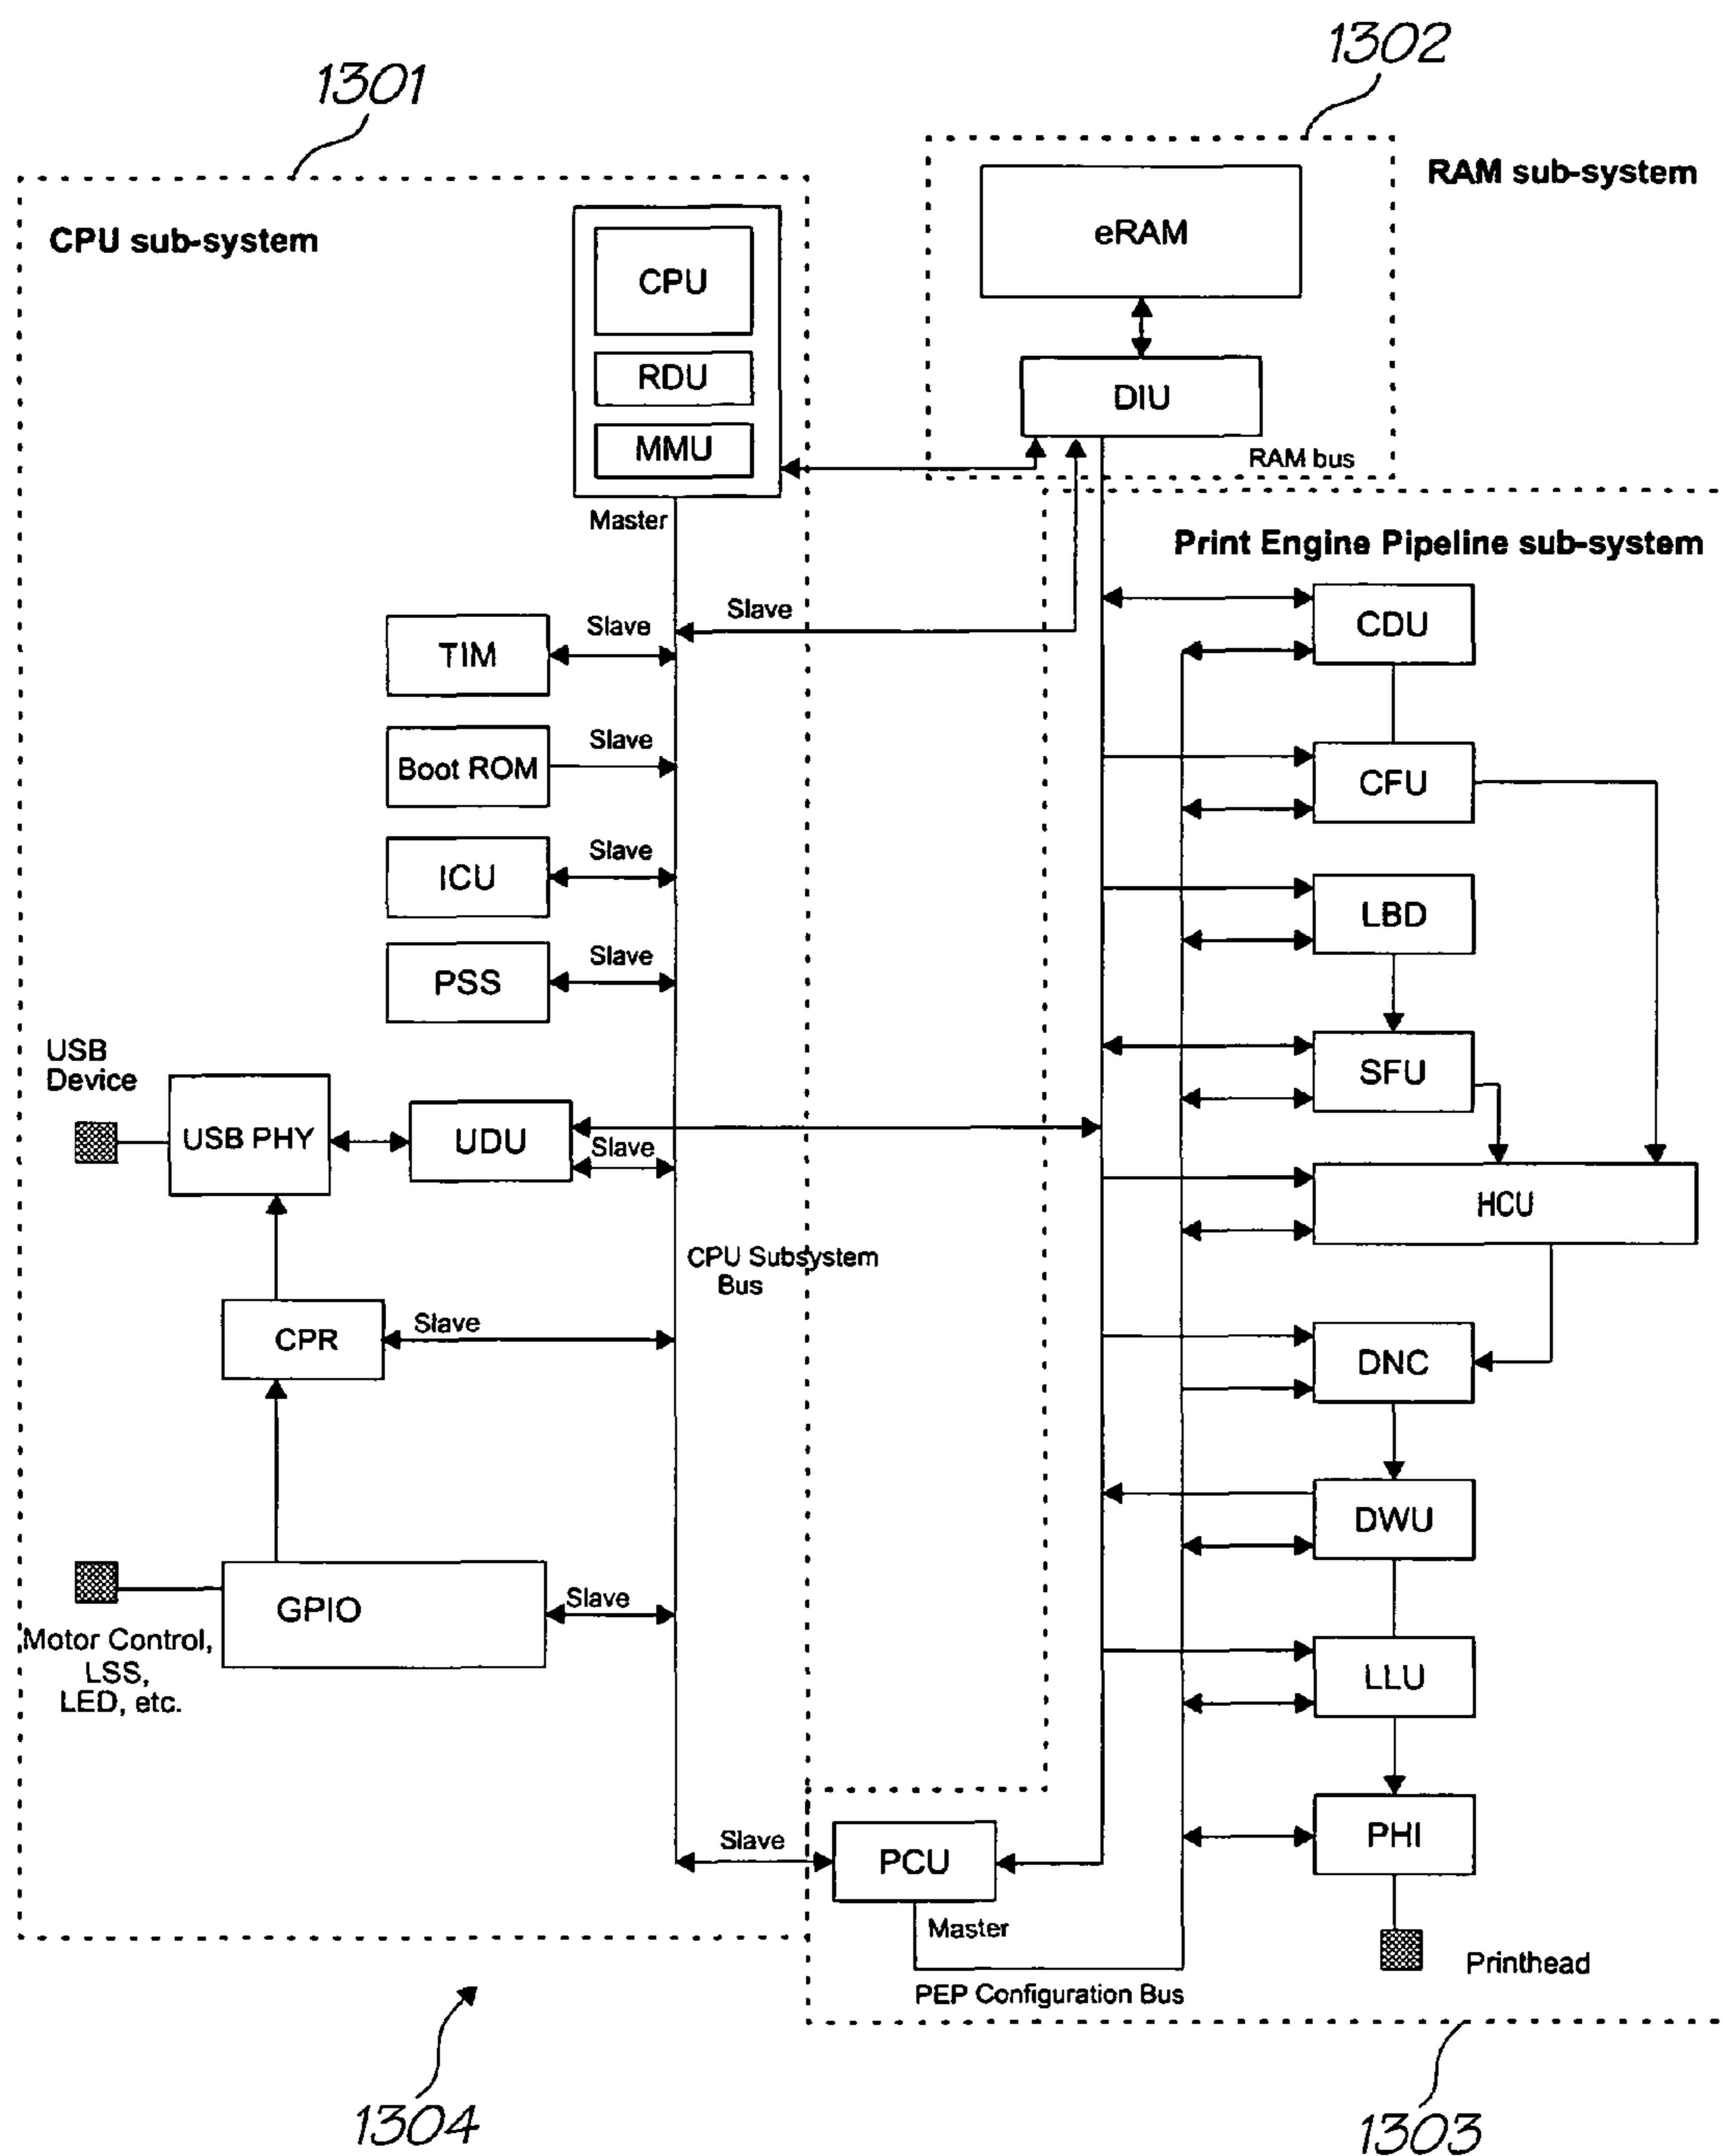 1301
1302
CPU sub-system
RAM sub-system
CPU
RDU
MMU
Master
eRAM
DIU
RAM bus
Print Engine Pipeline sub-system
Slave
TIM
Slave
Boot ROM
Slave
ICU
Slave
PSS
Slave
USB
Device
USB PHY
UDU
Slave
CPU Subsystem
Bus
CPR
Slave
GPIO
Slave
Motor Control,
LSS,
LED, etc.
CDU
CFU
LBD
SFU
HCU
DNC
DWU
LLU
PHI
Slave
PCU
Master
PEP Configuration Bus
Printhead
1304
1303